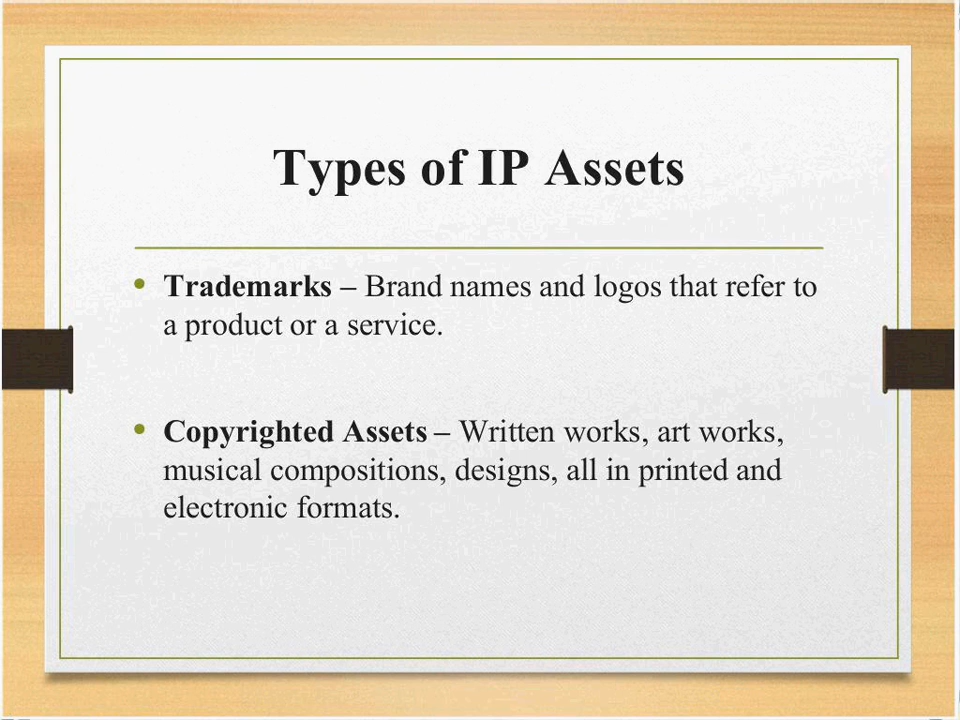 Types of IP Assets
• Trademarks – Brand names and logos that refer to
a product or a service.
• Copyrighted Assets – Written works, art works,
musical compositions, designs, all in printed and
electronic formats.